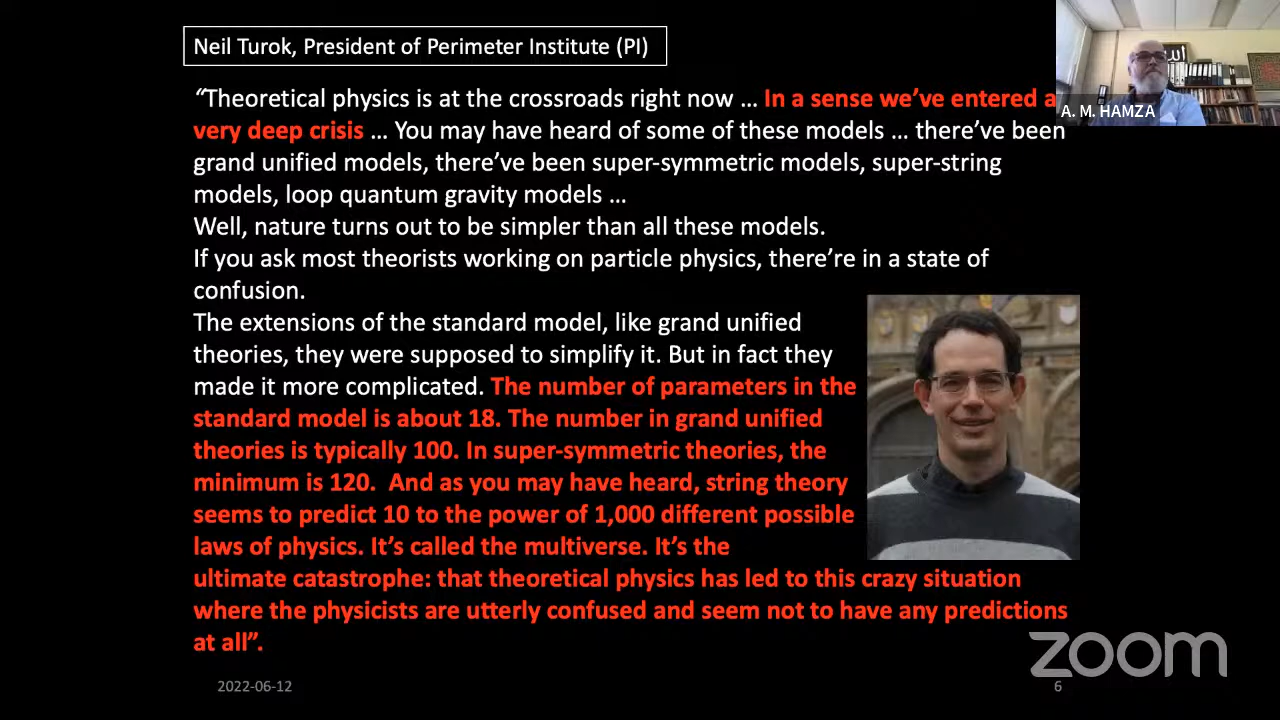 Neil Turok, President of Perimeter Institute (PI)
“Theoretical physics is at the crossroads right now … In a sense we’ve entered a
very deep crisis … You may have heard of some of these models … there’ve been
grand unified models, there’ve been super-symmetric models, super-string
models, loop quantum gravity models …
Well, nature turns out to be simpler than all these models.
If you ask most theorists working on particle physics, there’re in a state of
confusion.
The extensions of the standard model, like grand unified
theories, they were supposed to simplify it. But in fact they
made it more complicated. The number of parameters in the
standard model is about 18. The number in grand unified
theories is typically 100. In super-symmetric theories, the
minimum is 120. And as you may have heard, string theory
seems to predict 10 to the power of 1,000 different possible
laws of physics. It’s called the multiverse. It’s the
ultimate catastrophe: that theoretical physics has led to this crazy situation
where the physicists are utterly confused and seem not to have any predictions
at all”.
الله
A. M. HAMZA
zoom
2022-06-12
6